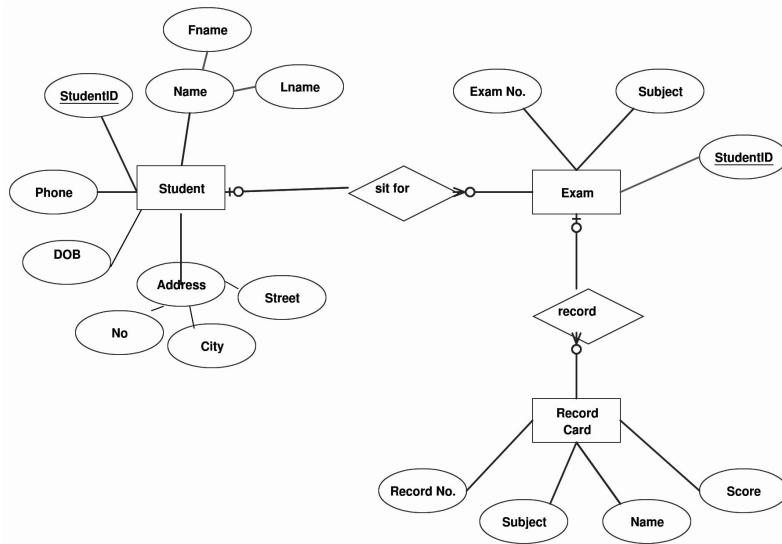 Fname
Name
Lname
StudentID
Exam No.
Subject
StudentID
Phone
Student
sit for
Exam
DOB
Address
Street
No
City
record
Record
Card
Record No.
Score
Subject
Name